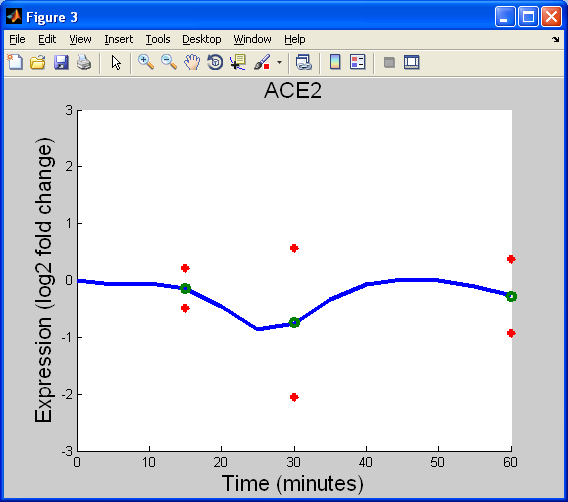 Figure 3
File Edit View Insert Tools Desktop Window Help
ACE2
Expression (log2 fold change)
3
2
1
0
-1
-2
-3
0 10 20 30 40 50 60
Time (minutes)